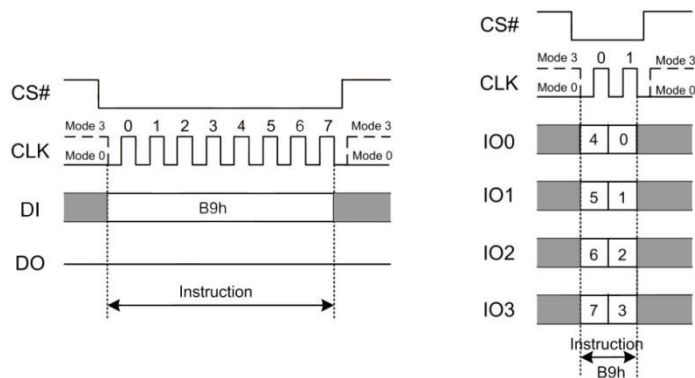 CS#
Mode 3 0 1 2 3 4 5 6 7 Mode 3
CLK Mode 0 Mode 0
DI B9h
DO
Instruction
CS#
Mode 3 0 1 Mode 3
CLK Mode 0 Mode 0
IO0 4 0
IO1 5 1
IO2 6 2
IO3 7 3
Instruction
B9h